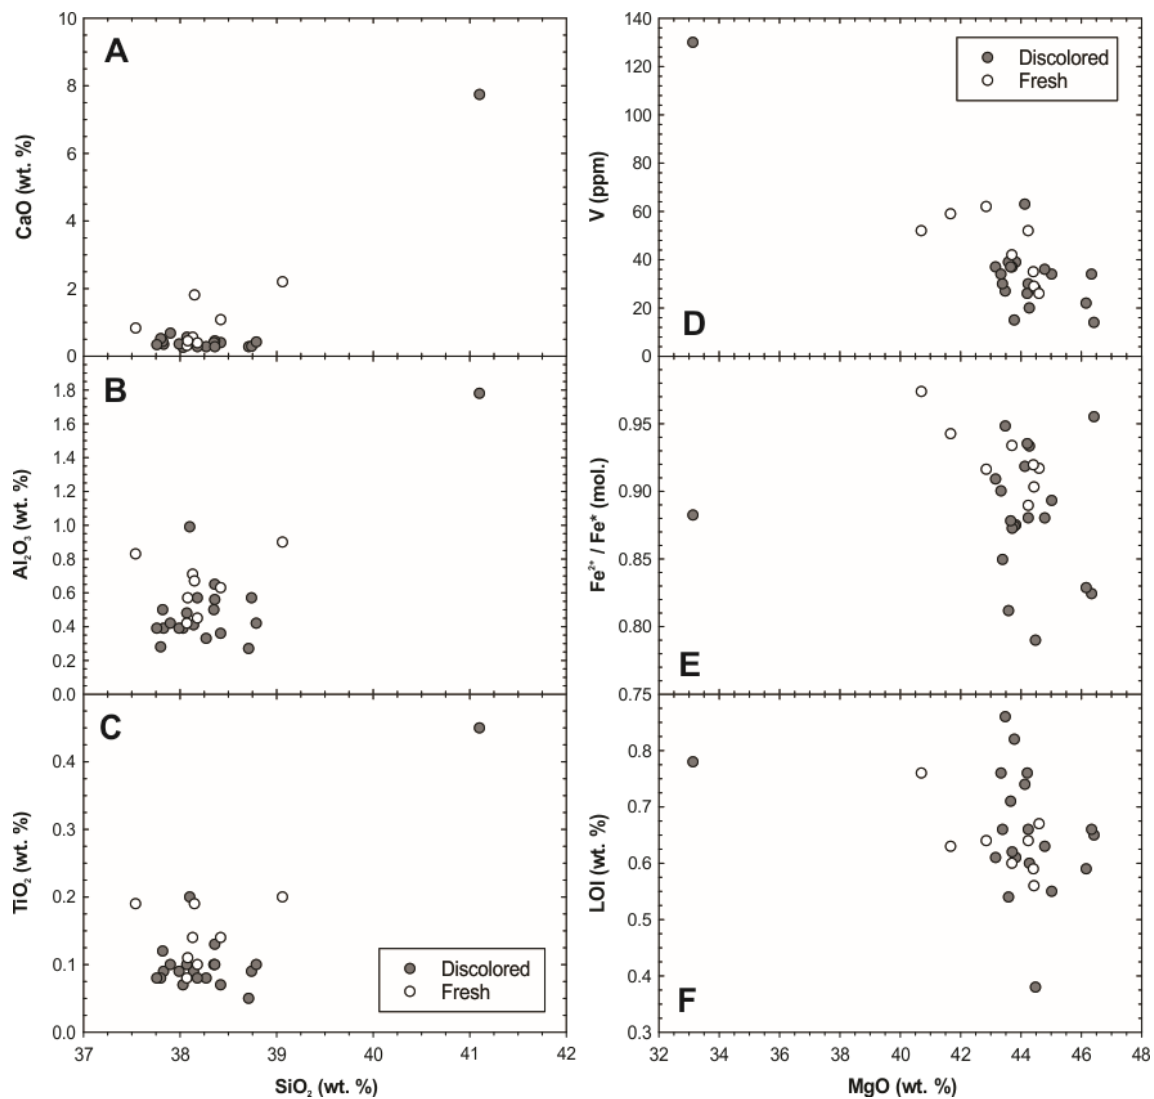 A
CaO (wt. %)
10
8
6
4
2
0
B
Al₂O₃ (wt. %)
1.8
1.6
1.4
1.2
1.0
0.8
0.6
0.4
0.2
0.0
C
TiO₂ (wt. %)
0.4
0.3
0.2
0.1
0.0
Discolored
Fresh
37 38 39 40 41 42
SiO₂ (wt. %)
D
V (ppm)
140
120
100
80
60
40
20
0
Discolored
Fresh
E
Fe²⁺ / Fe* (mol.)
0.95
0.90
0.85
0.80
0.75
F
LOI (wt. %)
0.8
0.7
0.6
0.5
0.4
0.3
32 34 36 38 40 42 44 46 48
MgO (wt. %)